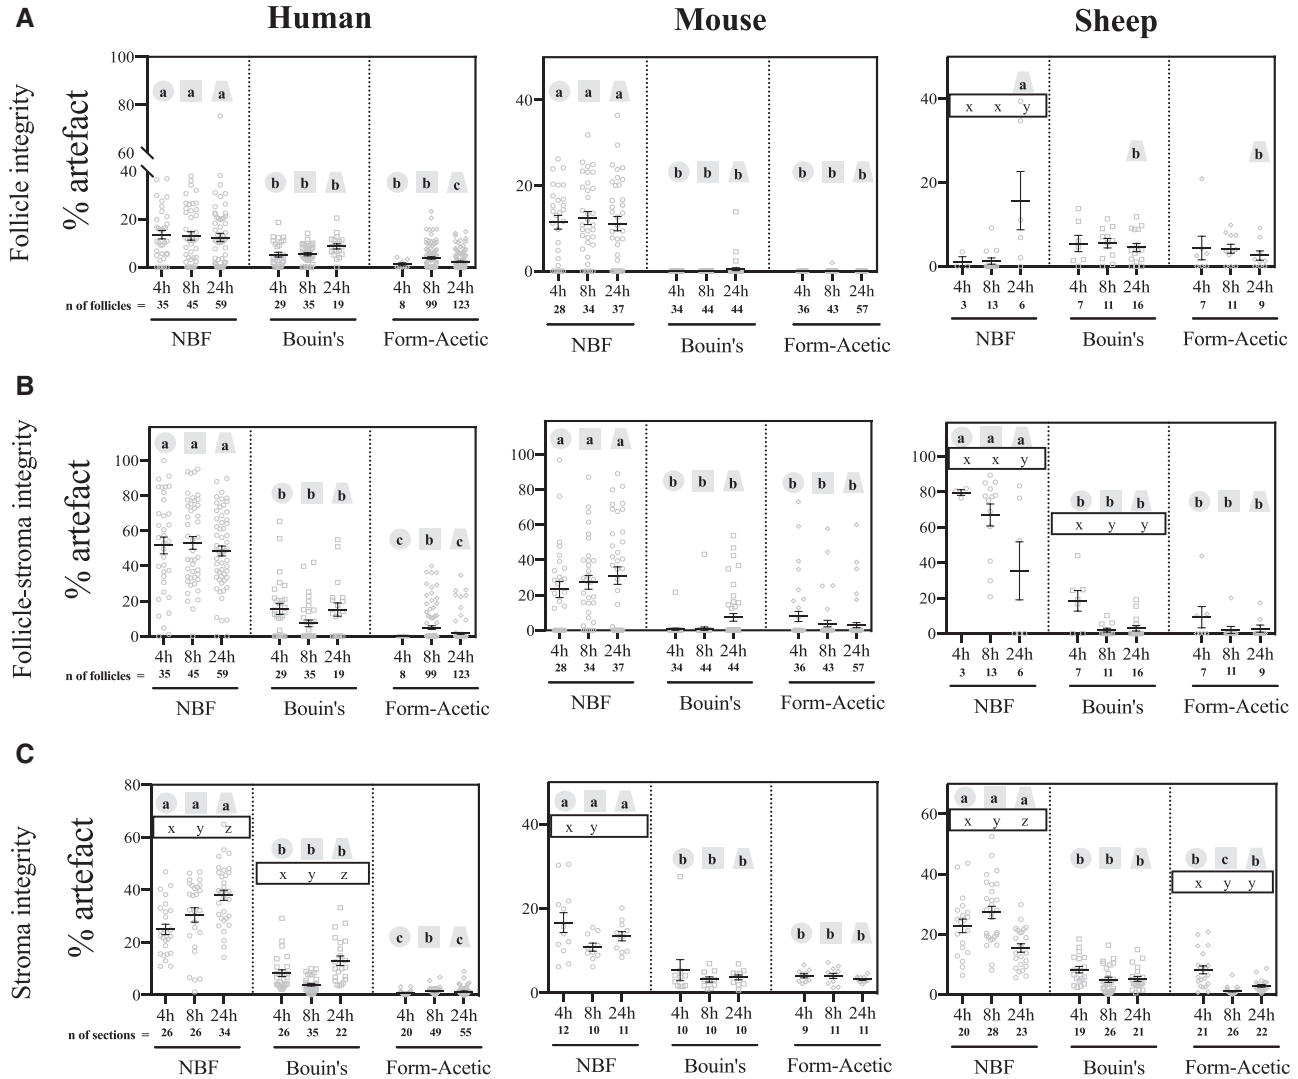 A Human Mouse Sheep
Follicle integrity
% artefact
100
80
60
40
20
0
a a a
b b b
b b c
4h 8h 24h 4h 8h 24h 4h 8h 24h
n of follicles = 35 45 59 29 35 19 8 99 123
NBF Bouin's Form-Acetic
40
20
0
a a a
b b b
b b b
4h 8h 24h 4h 8h 24h 4h 8h 24h
28 34 37 34 44 44 36 43 57
NBF Bouin's Form-Acetic
40
20
0
a
x x y
b
b
4h 8h 24h 4h 8h 24h 4h 8h 24h
3 13 6 7 11 16 7 11 9
NBF Bouin's Form-Acetic
B
Follicle-stroma integrity
% artefact
100
80
60
40
20
0
a a a
b b b
c b c
4h 8h 24h 4h 8h 24h 4h 8h 24h
n of follicles = 35 45 59 29 35 19 8 99 123
NBF Bouin's Form-Acetic
100
80
60
40
20
0
a a a
b b b
b b b
4h 8h 24h 4h 8h 24h 4h 8h 24h
28 34 37 34 44 44 36 43 57
NBF Bouin's Form-Acetic
100
80
60
40
20
0
a a a
x x y
b b b
x y y
b b b
4h 8h 24h 4h 8h 24h 4h 8h 24h
3 13 6 7 11 16 7 11 9
NBF Bouin's Form-Acetic
C
Stroma integrity
% artefact
80
60
40
20
0
a a a
x y z
b b b
x y z
c b c
4h 8h 24h 4h 8h 24h 4h 8h 24h
n of sections = 26 26 34 26 35 22 20 49 55
NBF Bouin's Form-Acetic
40
20
0
a a a
x y
b b b
b b b
4h 8h 24h 4h 8h 24h 4h 8h 24h
12 10 11 10 10 10 9 11 11
NBF Bouin's Form-Acetic
60
40
20
0
a a a
x y z
b b b
b c b
x y y
4h 8h 24h 4h 8h 24h 4h 8h 24h
20 28 23 19 26 21 21 26 22
NBF Bouin's Form-Acetic